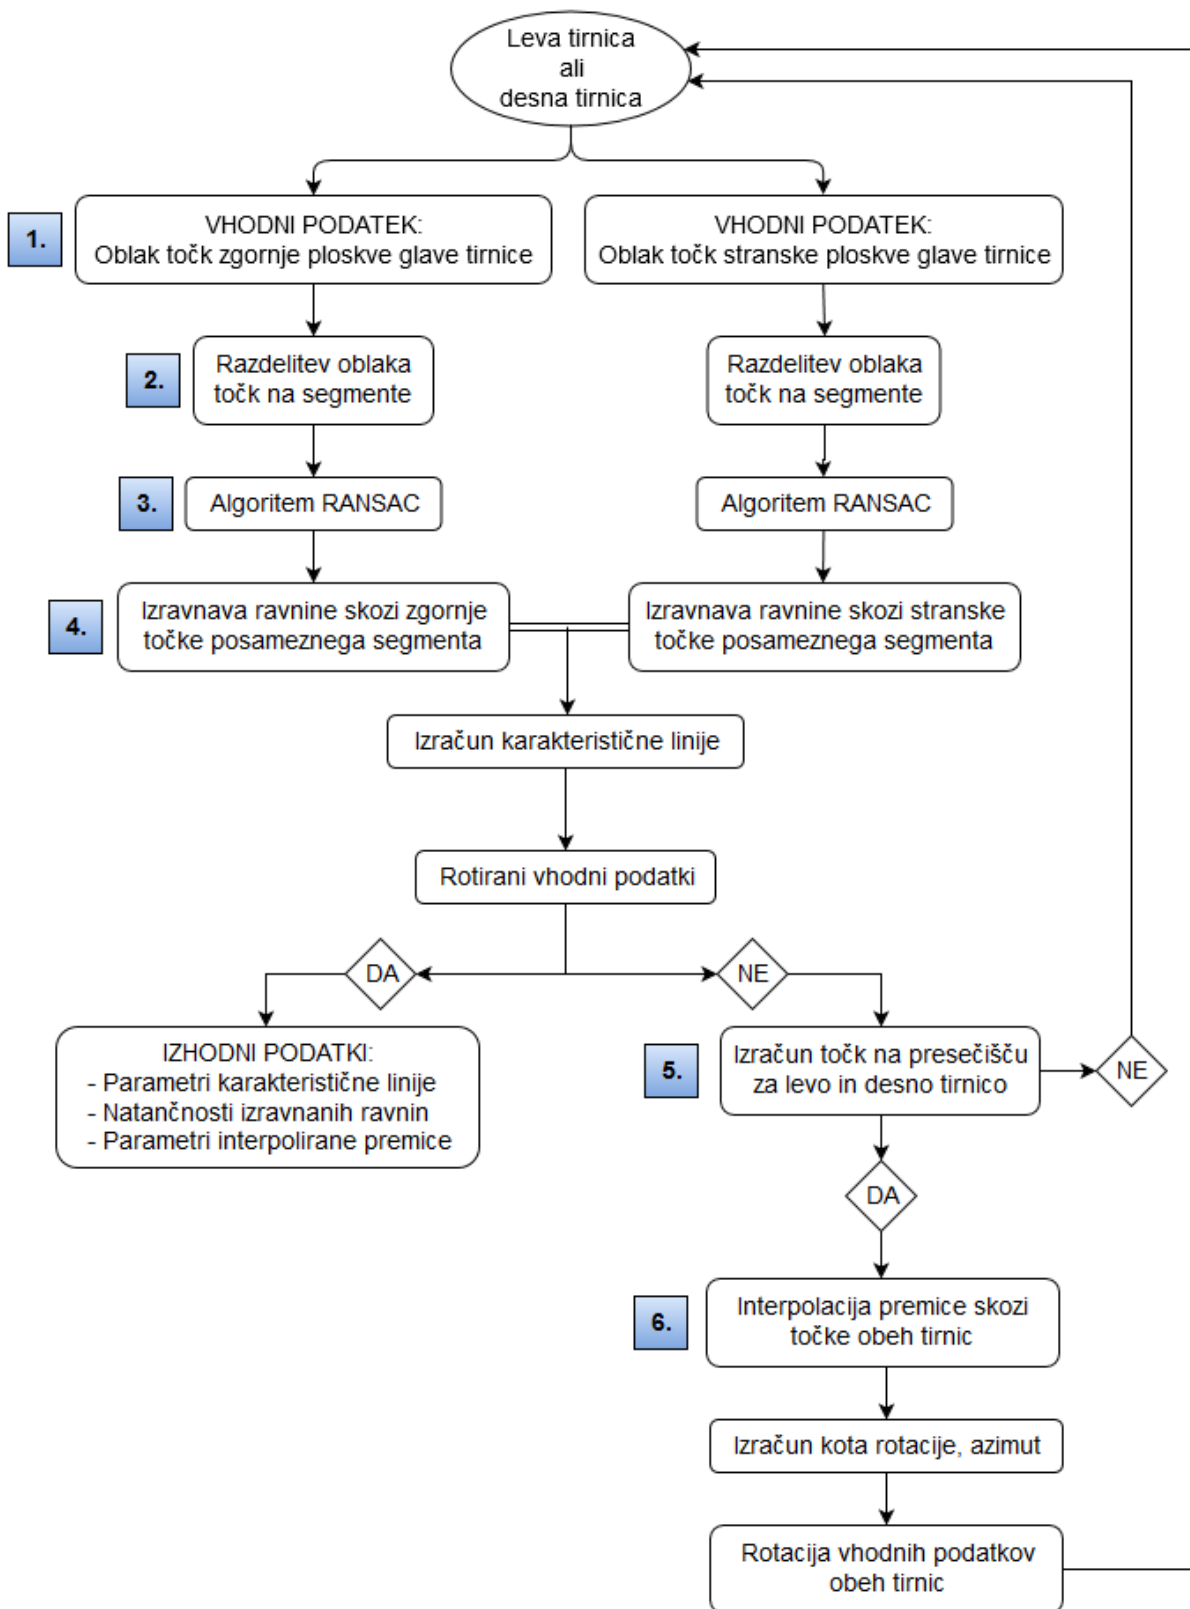 Leva tirnica
ali
desna tirnica
1.
VHODNI PODATEK:
Oblak točk zgornje ploskve glave tirnice
VHODNI PODATEK:
Oblak točk stranske ploskve glave tirnice
2.
Razdelitev oblaka
točk na segmente
Razdelitev oblaka
točk na segmente
3.
Algoritem RANSAC
Algoritem RANSAC
4.
Izravnava ravnine skozi zgornje
točke posameznega segmenta
Izravnava ravnine skozi stranske
točke posameznega segmenta
Izračun karakteristične linije
Rotirani vhodni podatki
DA
NE
IZHODNI PODATKI:
- Parametri karakteristične linije
- Natančnosti izravnanih ravnin
- Parametri interpolirane premice
5.
Izračun točk na presečišču
za levo in desno tirnico
NE
DA
6.
Interpolacija premice skozi
točke obeh tirnic
Izračun kota rotacije, azimut
Rotacija vhodnih podatkov
obeh tirnic